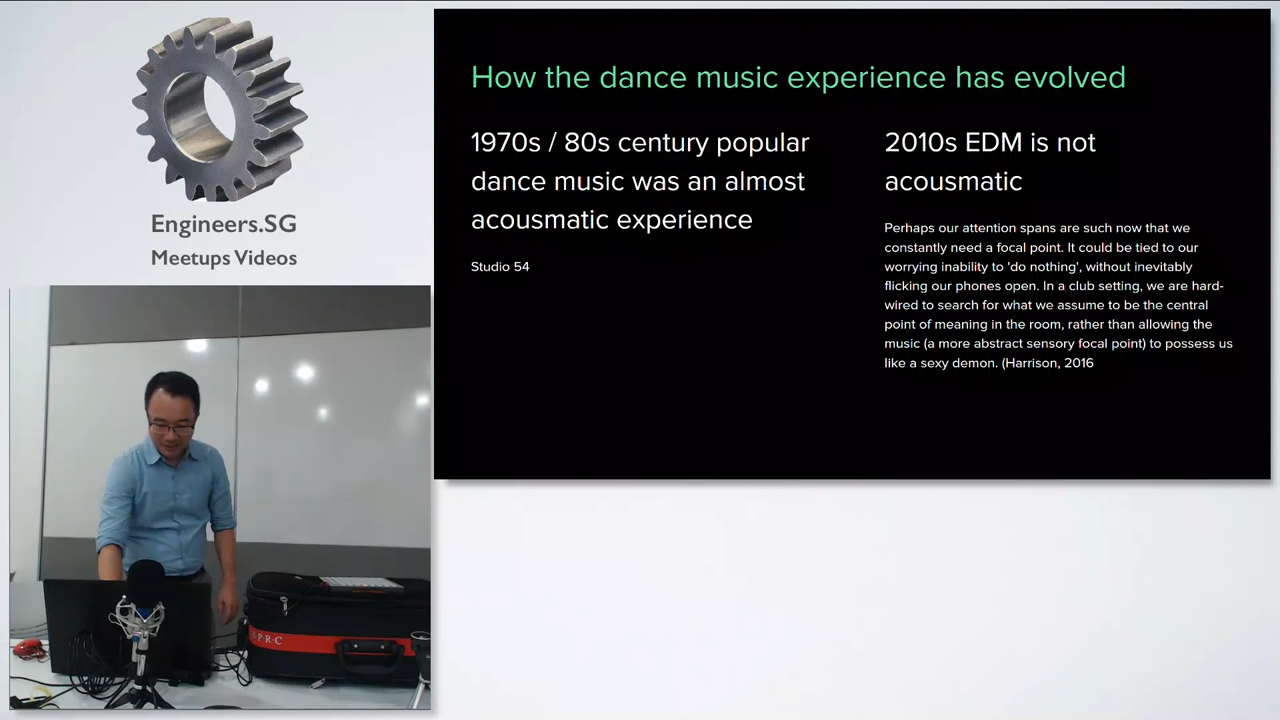 Engineers.SG
Meetups Videos
How the dance music experience has evolved
1970s / 80s century popular
dance music was an almost
acousmatic experience
Studio 54
2010s EDM is not
acousmatic
Perhaps our attention spans are such now that we
constantly need a focal point. It could be tied to our
worrying inability to 'do nothing', without inevitably
flicking our phones open. In a club setting, we are hard-
wired to search for what we assume to be the central
point of meaning in the room, rather than allowing the
music (a more abstract sensory focal point) to possess us
like a sexy demon. (Harrison, 2016
S·P·R·C